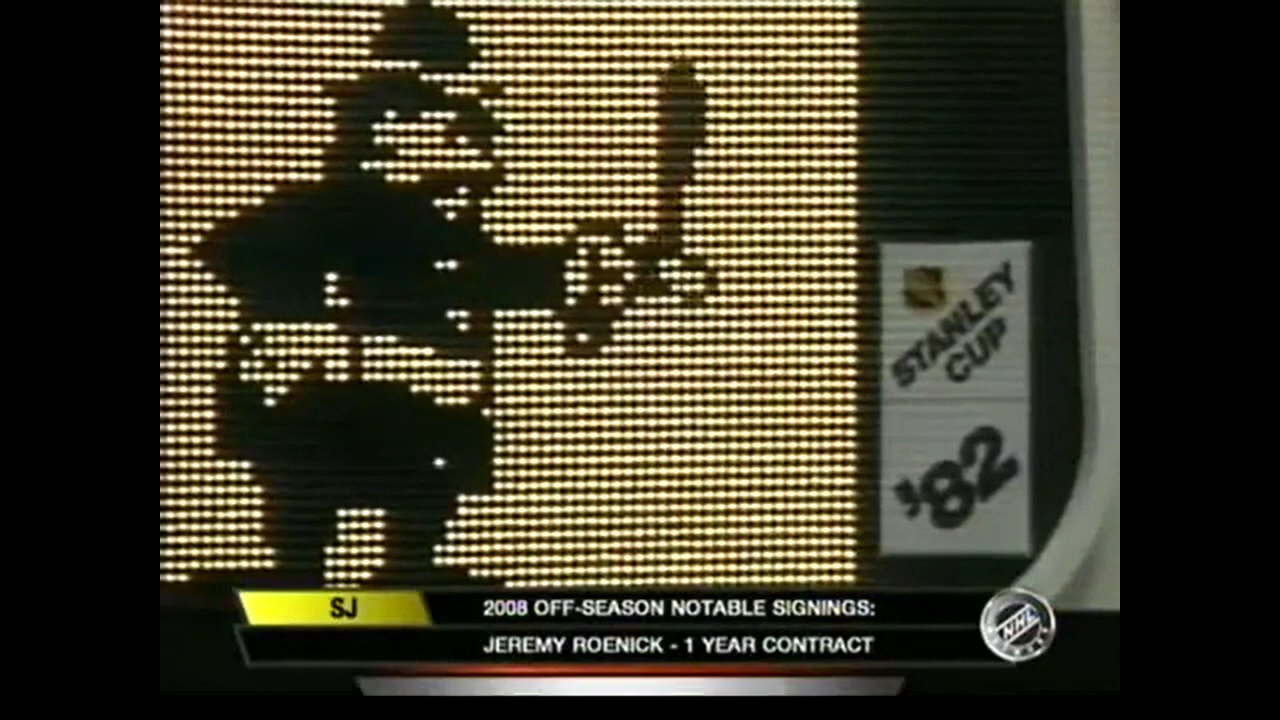 STANLEY
CUP
'82
SJ
2008 OFF-SEASON NOTABLE SIGNINGS:
JEREMY ROENICK - 1 YEAR CONTRACT
NHL